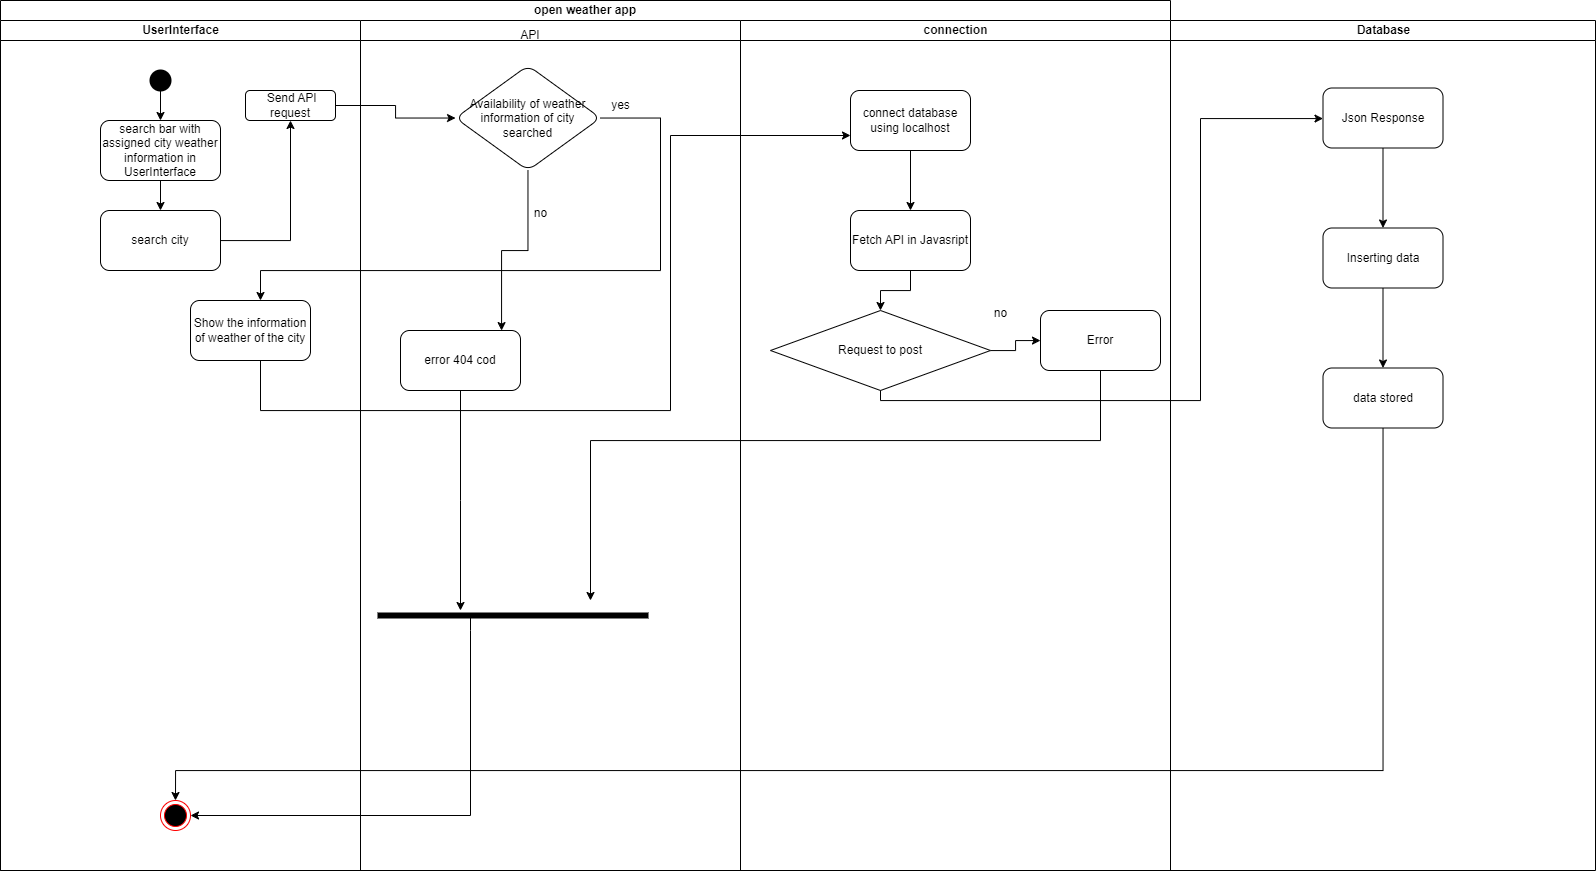 open weather app
UserInterface
API
connection
Database
search bar with
assigned city weather
information in
UserInterface
search city
Send API
request
Show the information
of weather of the city
Availability of weather
information of city
searched
yes
no
error 404 cod
connect database
using localhost
Fetch API in Javasript
Request to post
no
Error
Json Response
Inserting data
data stored